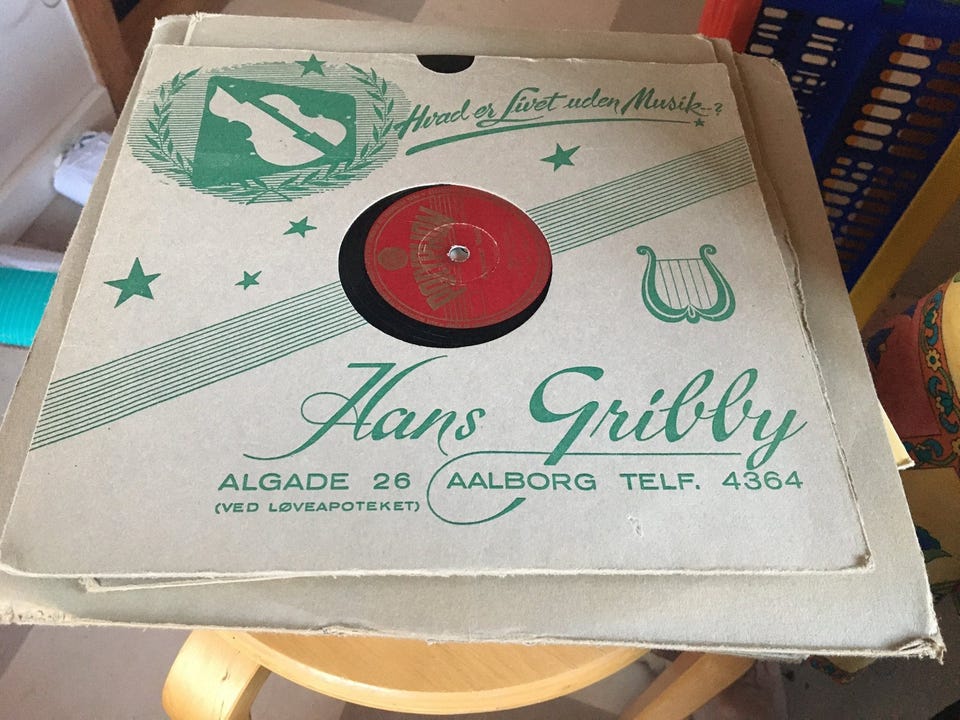 Hvad er Livet uden Musik-?
Hans Gribby
ALGADE 26 AALBORG TELF. 4364
(VED LØVEAPOTEKET)